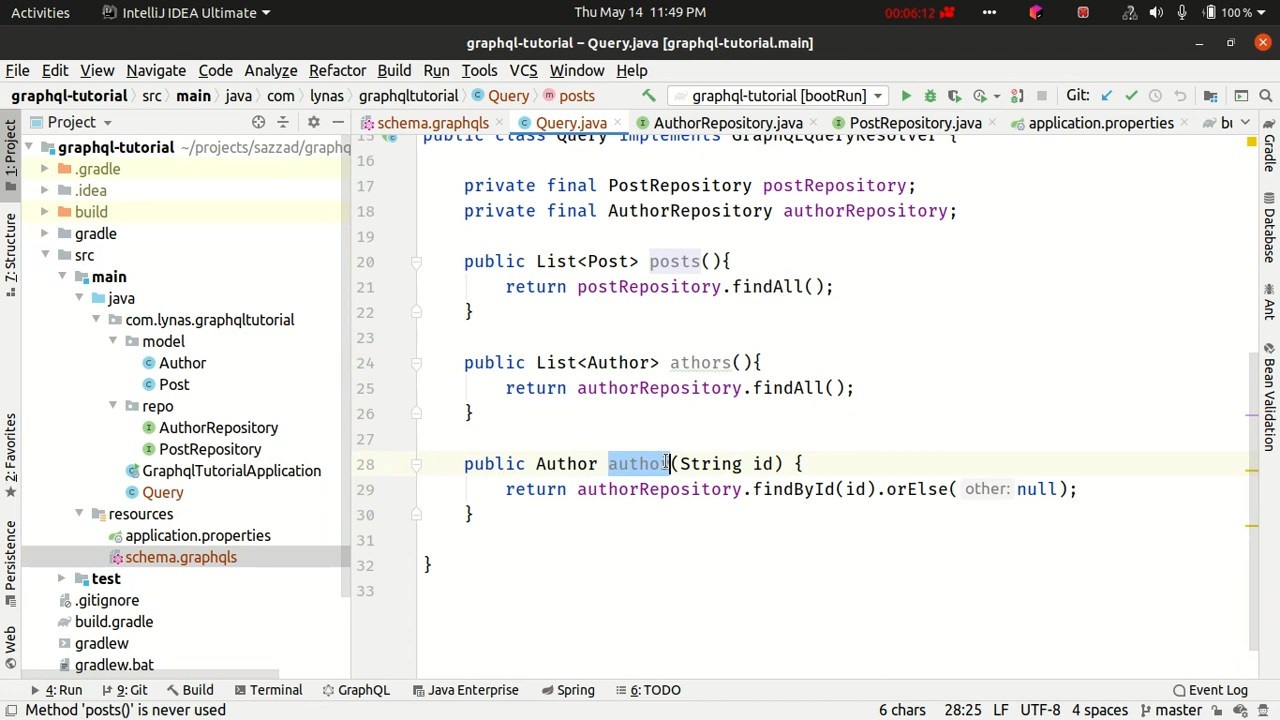 Activities IntelliJ IDEA Ultimate Thu May 14 11:49 PM 00:06:12 100 %
graphql-tutorial – Query.java [graphql-tutorial.main]
File Edit View Navigate Code Analyze Refactor Build Run Tools VCS Window Help
graphql-tutorial src main java com lynas graphqltutorial Query posts graphql-tutorial [bootRun] Git:
1: Project
7: Structure
2: Favorites
Persistence
Web
Project
graphql-tutorial ~/projects/sazzad/graphq
.gradle
.idea
build
gradle
src
main
java
com.lynas.graphqltutorial
model
Author
Post
repo
AuthorRepository
PostRepository
GraphqlTutorialApplication
Query
resources
application.properties
schema.graphqls
test
.gitignore
build.gradle
gradlew
gradlew.bat
schema.graphqls Query.java AuthorRepository.java PostRepository.java application.properties bu
15 public class Query implements GraphQLQueryResolver {
16
17 private final PostRepository postRepository;
18 private final AuthorRepository authorRepository;
19
20 public List<Post> posts(){
21 return postRepository.findAll();
22 }
23
24 public List<Author> athors(){
25 return authorRepository.findAll();
26 }
27
28 public Author author(String id) {
29 return authorRepository.findById(id).orElse( other: null);
30 }
31
32 }
33
Gradle
Database
Ant
Bean Validation
4: Run 9: Git Build Terminal GraphQL Java Enterprise Spring 6: TODO Event Log
Method 'posts()' is never used 6 chars 28:25 LF UTF-8 4 spaces master